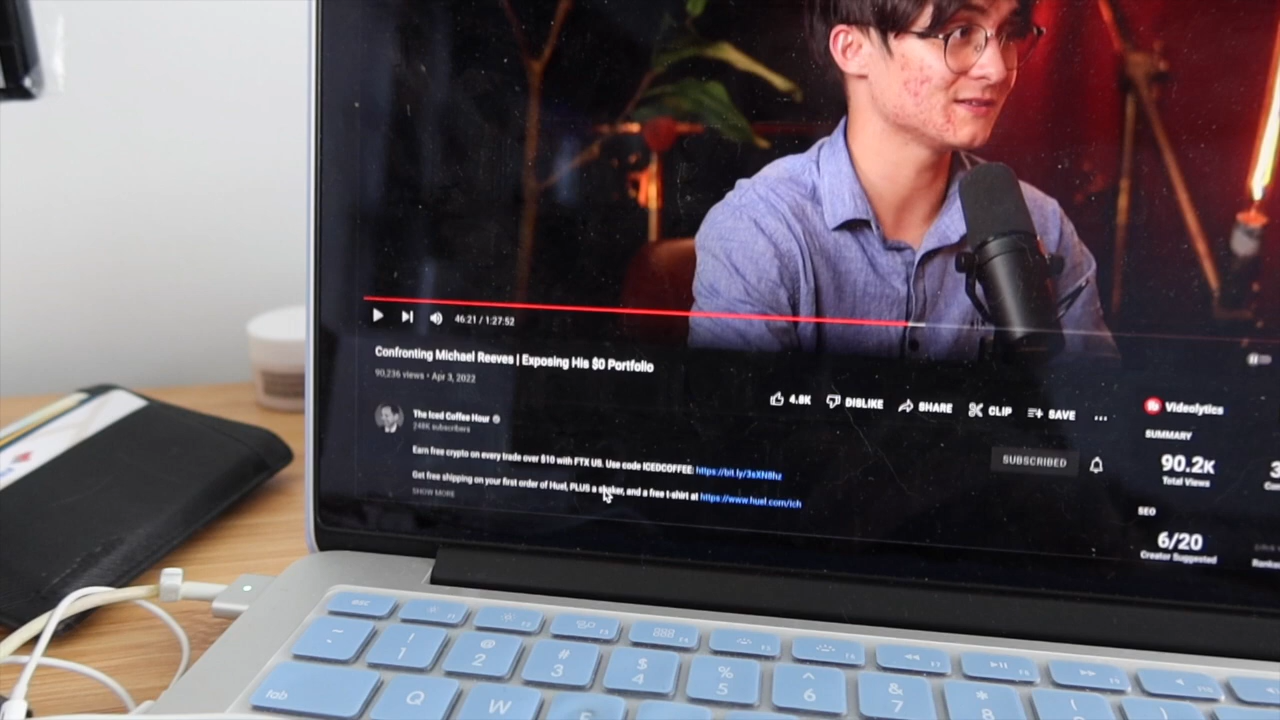 46:21 / 1:27:52
Confronting Michael Reeves | Exposing His $0 Portfolio
90,236 views • Apr 3, 2022
4.8K
DISLIKE
SHARE
CLIP
SAVE
...
The Iced Coffee Hour
248K subscribers
SUBSCRIBED
Earn free crypto on every trade over $10 with FTX US. Use code ICEDCOFFEE: https://bit.ly/3sXN8hz
Get free shipping on your first order of Huel, PLUS a shaker, and a free t-shirt at https://www.huel.com/ich
SHOW MORE
Videolytics
SUMMARY
90.2K
Total Views
SEO
6/20
Creator Suggested
esc
~
! 1
@ 2
# 3
$ 4
% 5
^ 6
& 7
* 8
tab
Q
W